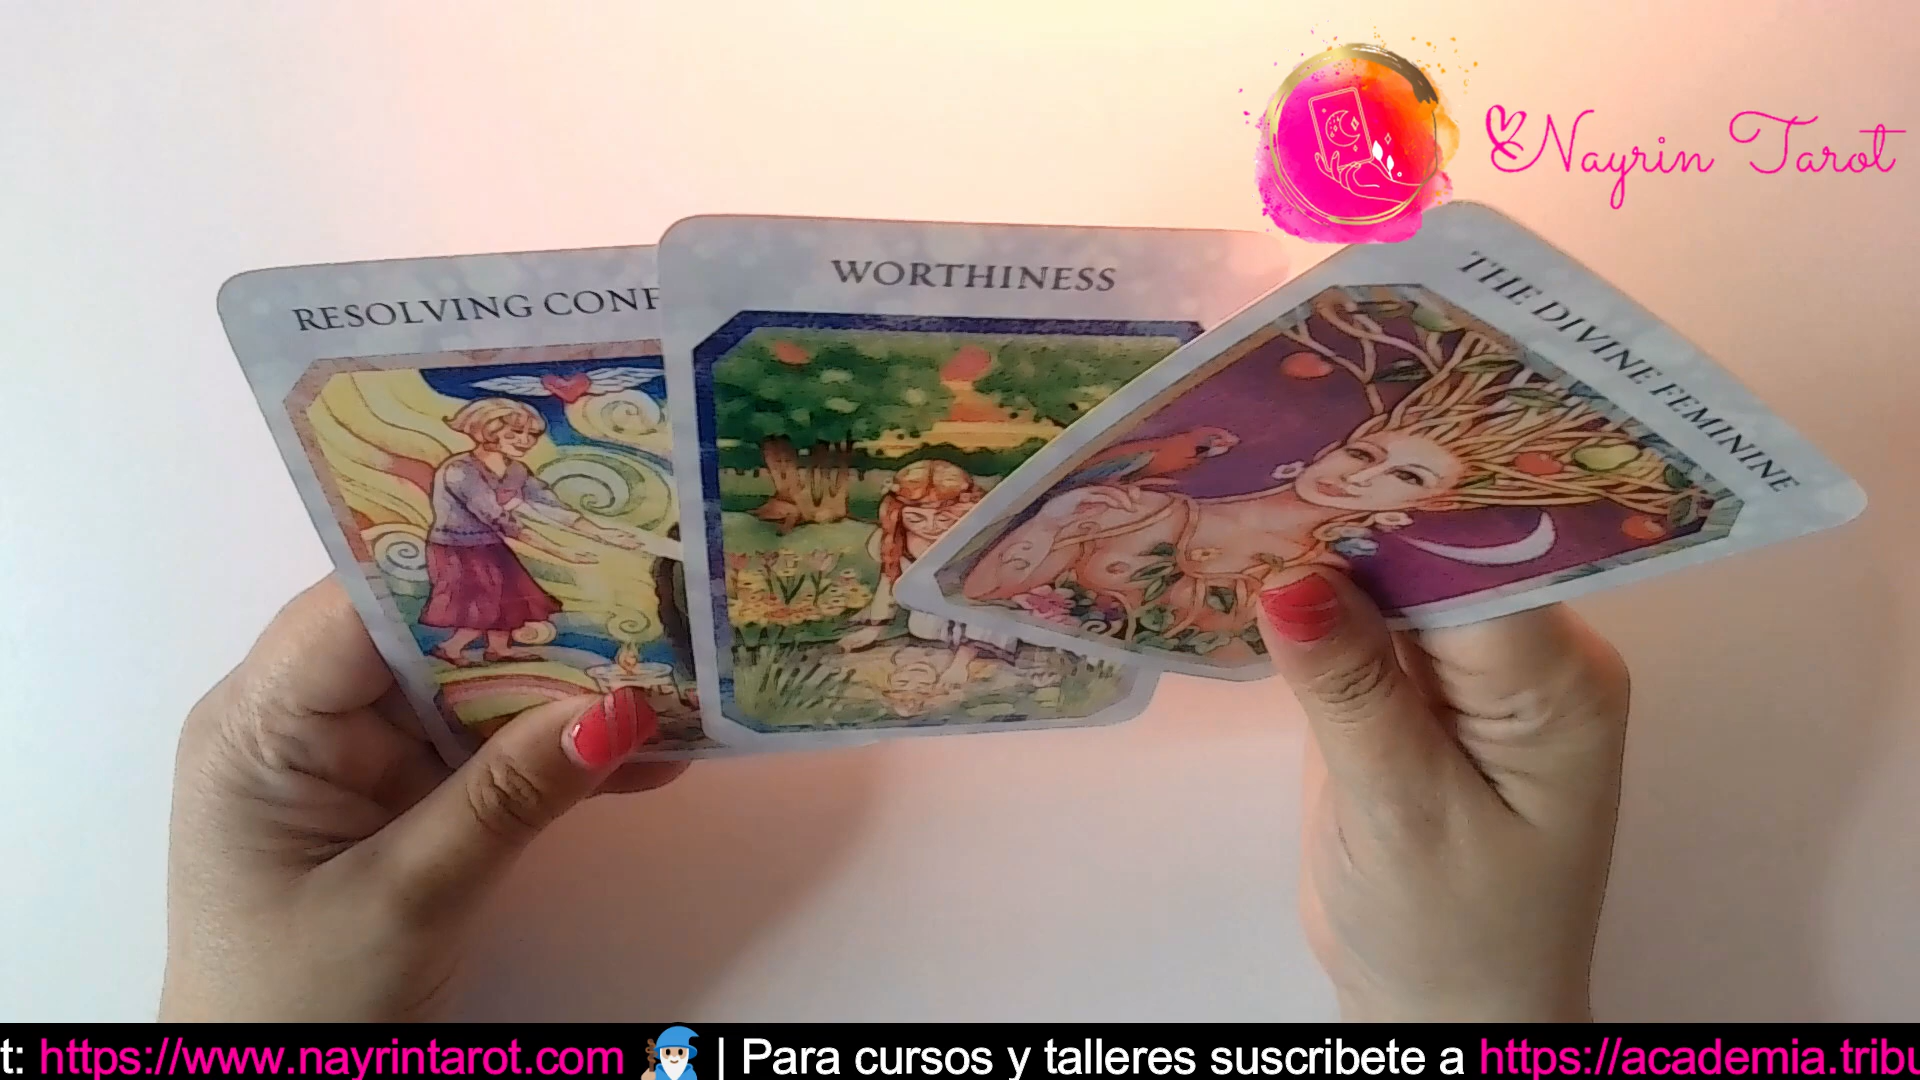 Nayrin Tarot
RESOLVING CONF
WORTHINESS
THE DIVINE FEMININE
t: https://www.nayrintarot.com | Para cursos y talleres suscribete a https://academia.tribu